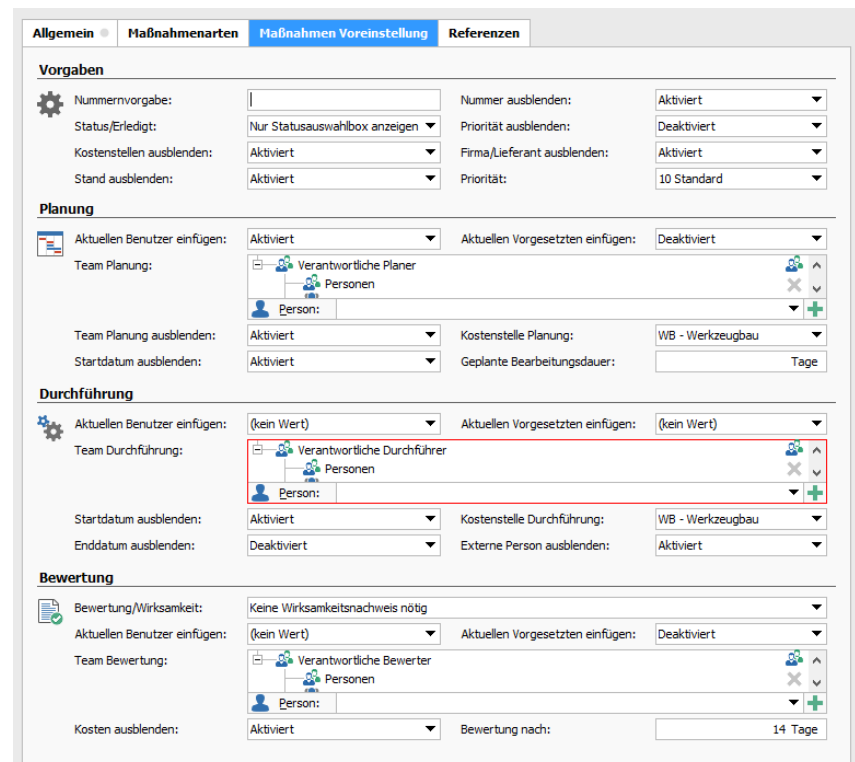 Allgemein Maßnahmenarten Maßnahmen Voreinstellung Referenzen
Vorgaben
Nummernvorgabe: Nummer ausblenden: Aktiviert
Status/Erledigt: Nur Statusauswahlbox anzeigen Priorität ausblenden: Deaktiviert
Kostenstellen ausblenden: Aktiviert Firma/Lieferant ausblenden: Aktiviert
Stand ausblenden: Aktiviert Priorität: 10 Standard
Planung
Aktuellen Benutzer einfügen: Aktiviert Aktuellen Vorgesetzten einfügen: Deaktiviert
Team Planung: Verantwortliche Planer
Personen
Person:
Team Planung ausblenden: Aktiviert Kostenstelle Planung: WB - Werkzeugbau
Startdatum ausblenden: Aktiviert Geplante Bearbeitungsdauer: Tage
Durchführung
Aktuellen Benutzer einfügen: (kein Wert) Aktuellen Vorgesetzten einfügen: (kein Wert)
Team Durchführung: Verantwortliche Durchführer
Personen
Person:
Startdatum ausblenden: Aktiviert Kostenstelle Durchführung: WB - Werkzeugbau
Enddatum ausblenden: Deaktiviert Externe Person ausblenden: Aktiviert
Bewertung
Bewertung/Wirksamkeit: Keine Wirksamkeitsnachweis nötig
Aktuellen Benutzer einfügen: (kein Wert) Aktuellen Vorgesetzten einfügen: Deaktiviert
Team Bewertung: Verantwortliche Bewerter
Personen
Person:
Kosten ausblenden: Aktiviert Bewertung nach: 14 Tage